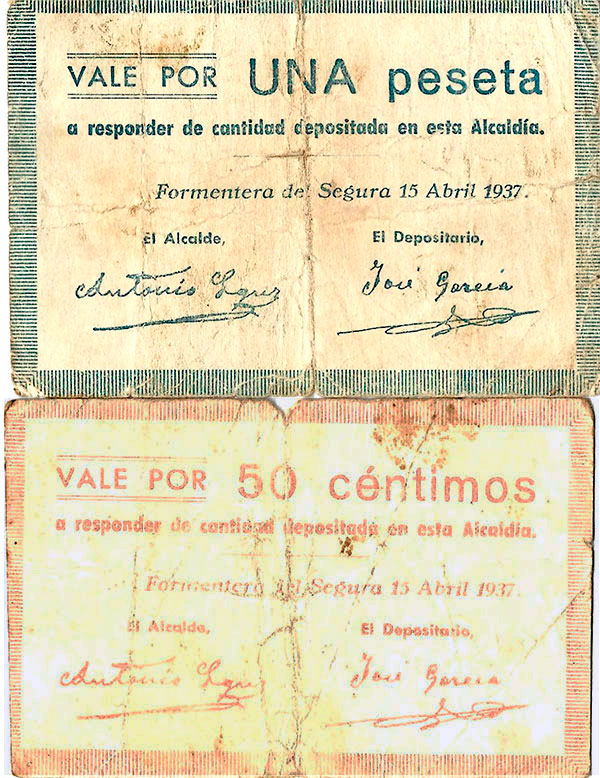 VALE POR UNA peseta
a responder de cantidad depositada en esta Alcaldía.
Formentera del Segura 15 Abril 1937.
El Alcalde, El Depositario,
Antonio José García
VALE POR 50 céntimos
a responder de cantidad depositada en esta Alcaldía.
Formentera del Segura 15 Abril 1937.
El Alcalde, El Depositario,
Antonio José García